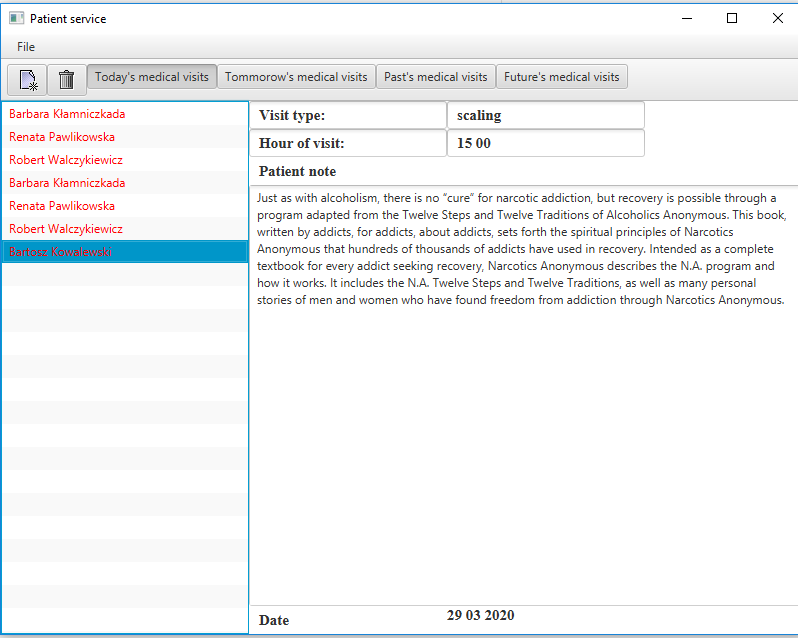 Patient service
File
Today's medical visits Tommorow's medical visits Past's medical visits Future's medical visits
Barbara Kłamniczkada
Renata Pawlikowska
Robert Walczykiewicz
Barbara Kłamniczkada
Renata Pawlikowska
Robert Walczykiewicz
Bartosz Kowalewski
Visit type: scaling
Hour of visit: 15 00
Patient note
Just as with alcoholism, there is no “cure” for narcotic addiction, but recovery is possible through a
program adapted from the Twelve Steps and Twelve Traditions of Alcoholics Anonymous. This book,
written by addicts, for addicts, about addicts, sets forth the spiritual principles of Narcotics
Anonymous that hundreds of thousands of addicts have used in recovery. Intended as a complete
textbook for every addict seeking recovery, Narcotics Anonymous describes the N.A. program and
how it works. It includes the N.A. Twelve Steps and Twelve Traditions, as well as many personal
stories of men and women who have found freedom from addiction through Narcotics Anonymous.
Date 29 03 2020